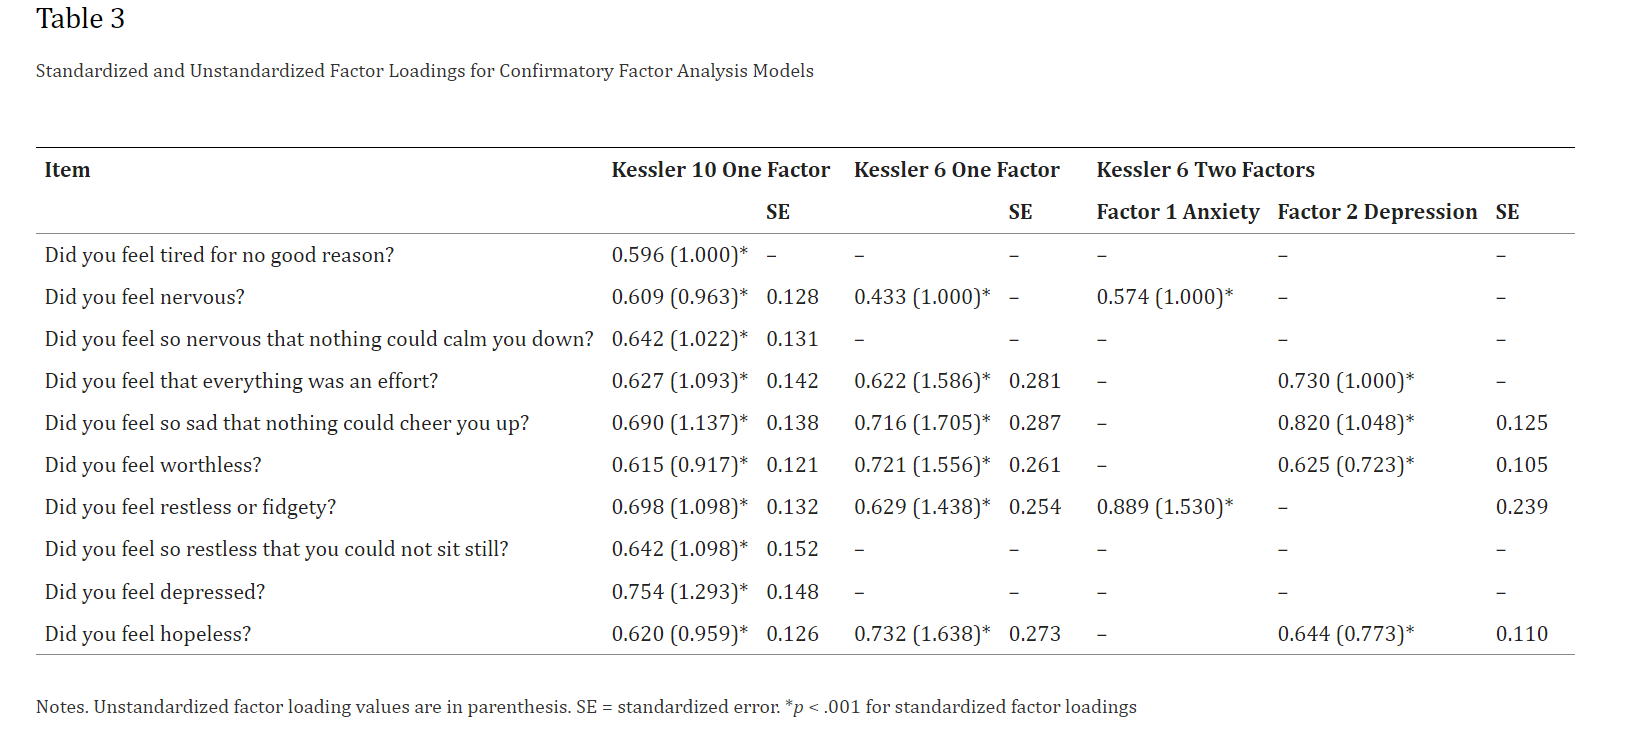 Table 3
Standardized and Unstandardized Factor Loadings for Confirmatory Factor Analysis Models
Item Kessler 10 One Factor Kessler 6 One Factor Kessler 6 Two Factors
SE SE Factor 1 Anxiety Factor 2 Depression SE
Did you feel tired for no good reason? 0.596 (1.000)* – – – – – –
Did you feel nervous? 0.609 (0.963)* 0.128 0.433 (1.000)* – 0.574 (1.000)* – –
Did you feel so nervous that nothing could calm you down? 0.642 (1.022)* 0.131 – – – – –
Did you feel that everything was an effort? 0.627 (1.093)* 0.142 0.622 (1.586)* 0.281 – 0.730 (1.000)* –
Did you feel so sad that nothing could cheer you up? 0.690 (1.137)* 0.138 0.716 (1.705)* 0.287 – 0.820 (1.048)* 0.125
Did you feel worthless? 0.615 (0.917)* 0.121 0.721 (1.556)* 0.261 – 0.625 (0.723)* 0.105
Did you feel restless or fidgety? 0.698 (1.098)* 0.132 0.629 (1.438)* 0.254 0.889 (1.530)* – 0.239
Did you feel so restless that you could not sit still? 0.642 (1.098)* 0.152 – – – – –
Did you feel depressed? 0.754 (1.293)* 0.148 – – – – –
Did you feel hopeless? 0.620 (0.959)* 0.126 0.732 (1.638)* 0.273 – 0.644 (0.773)* 0.110
Notes. Unstandardized factor loading values are in parenthesis. SE = standardized error. *p < .001 for standardized factor loadings